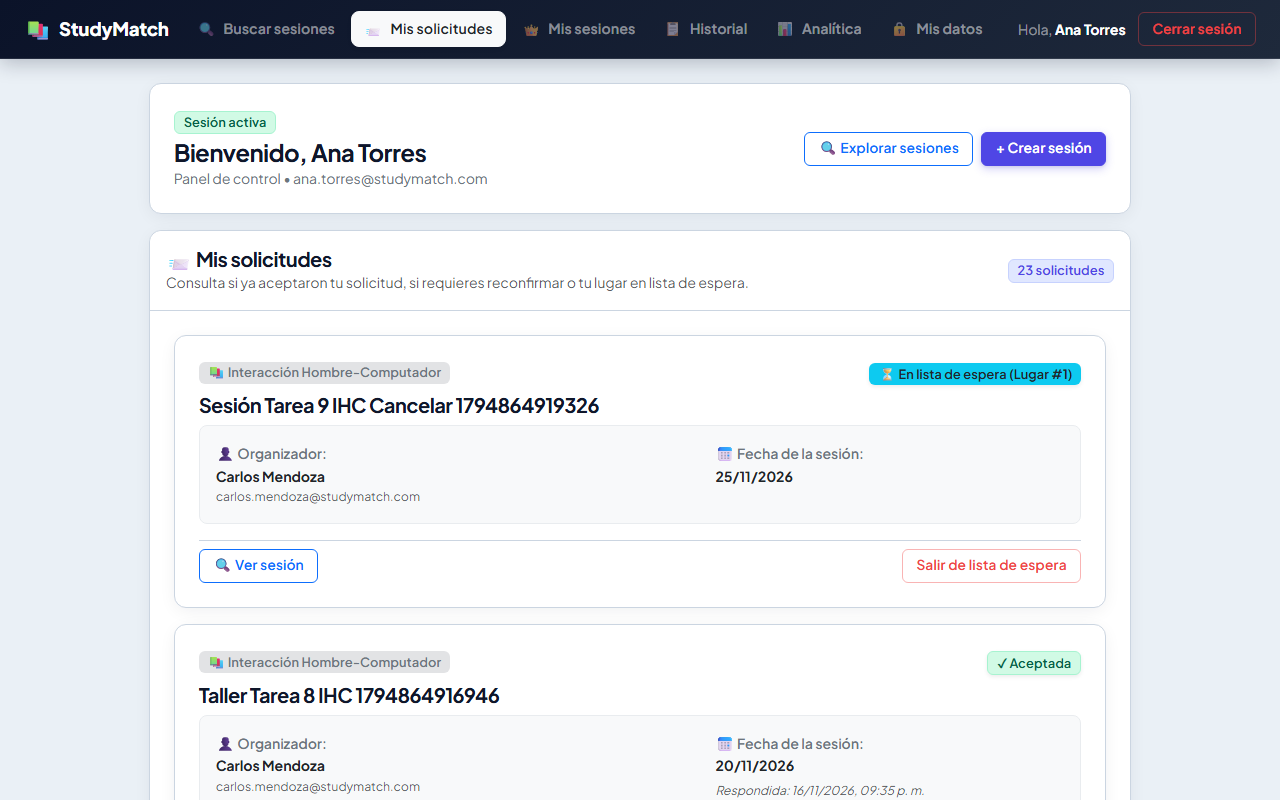 StudyMatch
Buscar sesiones
Mis solicitudes
Mis sesiones
Historial
Analítica
Mis datos
Hola, Ana Torres
Cerrar sesión
Sesión activa
Bienvenido, Ana Torres
Panel de control • ana.torres@studymatch.com
Explorar sesiones
+ Crear sesión
Mis solicitudes
Consulta si ya aceptaron tu solicitud, si requieres reconfirmar o tu lugar en lista de espera.
23 solicitudes
Interacción Hombre-Computador
En lista de espera (Lugar #1)
Sesión Tarea 9 IHC Cancelar 1794864919326
Organizador:
Carlos Mendoza
carlos.mendoza@studymatch.com
Fecha de la sesión:
25/11/2026
Ver sesión
Salir de lista de espera
Interacción Hombre-Computador
✓ Aceptada
Taller Tarea 8 IHC 1794864916946
Organizador:
Carlos Mendoza
carlos.mendoza@studymatch.com
Fecha de la sesión:
20/11/2026
Respondida: 16/11/2026, 09:35 p. m.